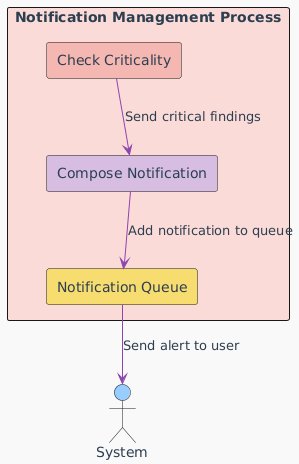 Notification Management Process
Check Criticality
Send critical findings
Compose Notification
Add notification to queue
Notification Queue
Send alert to user
System